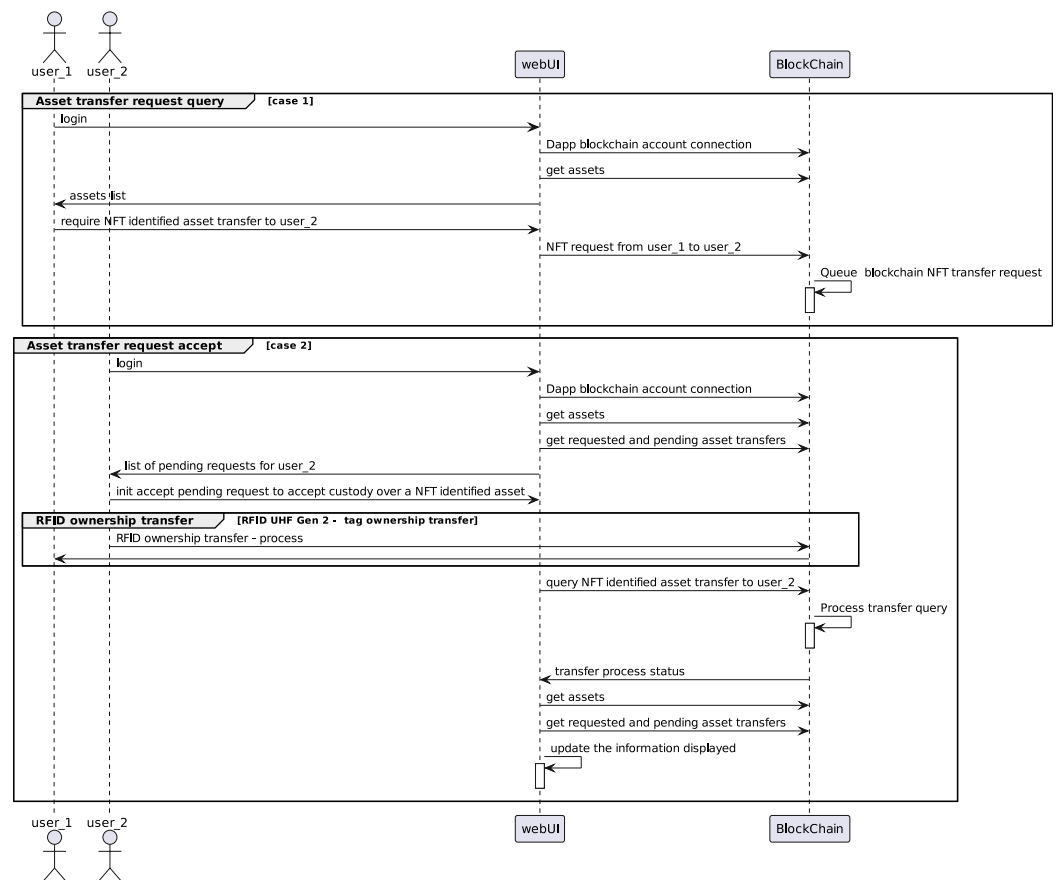 user_1 user_2 webUI BlockChain
Asset transfer request query [case 1]
login
Dapp blockchain account connection
get assets
assets list
require NFT identified asset transfer to user_2
NFT request from user_1 to user_2
Queue blockchain NFT transfer request
Asset transfer request accept [case 2]
login
Dapp blockchain account connection
get assets
get requested and pending asset transfers
list of pending requests for user_2
init accept pending request to accept custody over a NFT identified asset
RFID ownership transfer [RFID UHF Gen 2 - tag ownership transfer]
RFID ownership transfer - process
query NFT identified asset transfer to user_2
Process transfer query
transfer process status
get assets
get requested and pending asset transfers
update the information displayed
user_1 user_2 webUI BlockChain